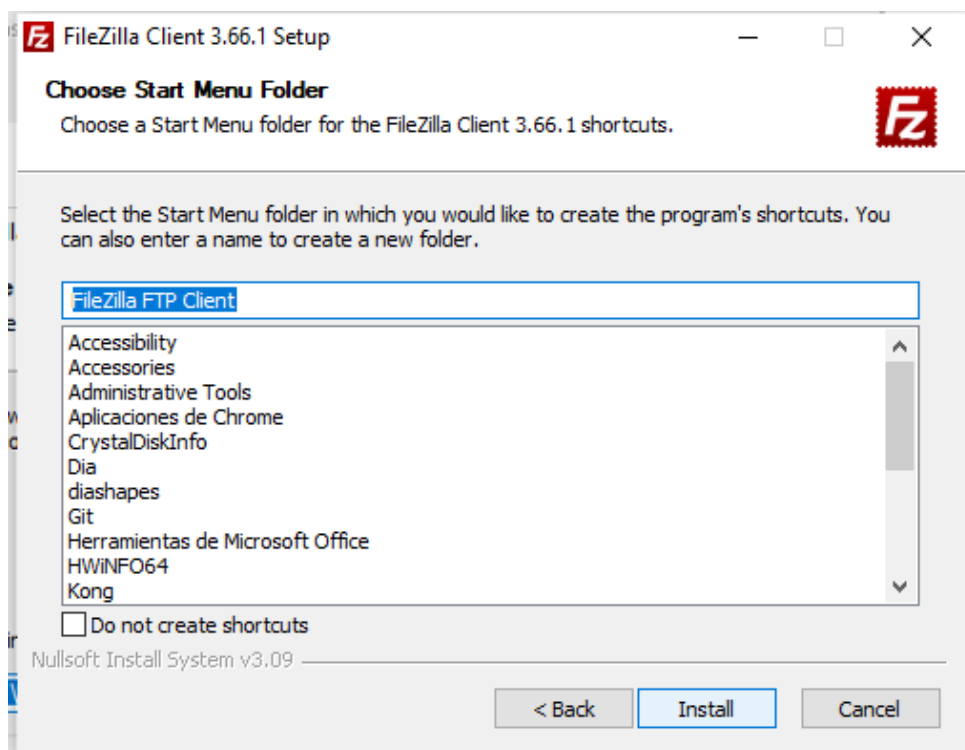 FileZilla Client 3.66.1 Setup
Choose Start Menu Folder
Choose a Start Menu folder for the FileZilla Client 3.66.1 shortcuts.
Fz
Select the Start Menu folder in which you would like to create the program's shortcuts. You
can also enter a name to create a new folder.
FileZilla FTP Client
Accessibility
Accessories
Administrative Tools
Aplicaciones de Chrome
CrystalDiskInfo
Dia
diashapes
Git
Herramientas de Microsoft Office
HWiNFO64
Kong
Do not create shortcuts
Nullsoft Install System v3.09
< Back
Install
Cancel